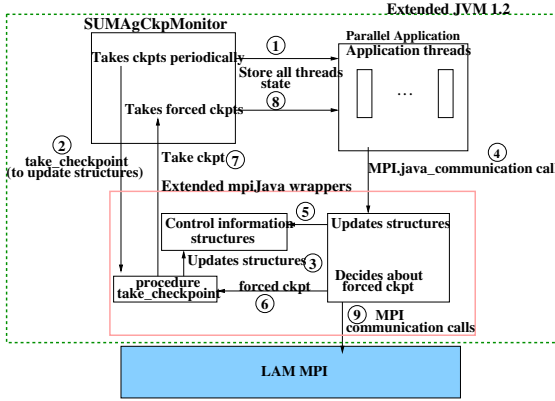 Extended JVM 1.2
SUMAgCkpMonitor
Takes ckpts periodically
Takes forced ckpts
1
Store all threads
state
8
Parallel Application
Application threads
...
2
take_checkpoint
(to update structures)
Take ckpt
7
4
MPI.java_communication call
Extended mpiJava wrappers
Control information
structures
5
Updates structures
Updates structures
3
Decides about
forced ckpt
procedure
take_checkpoint
forced ckpt
6
9
MPI
communication calls
LAM MPI